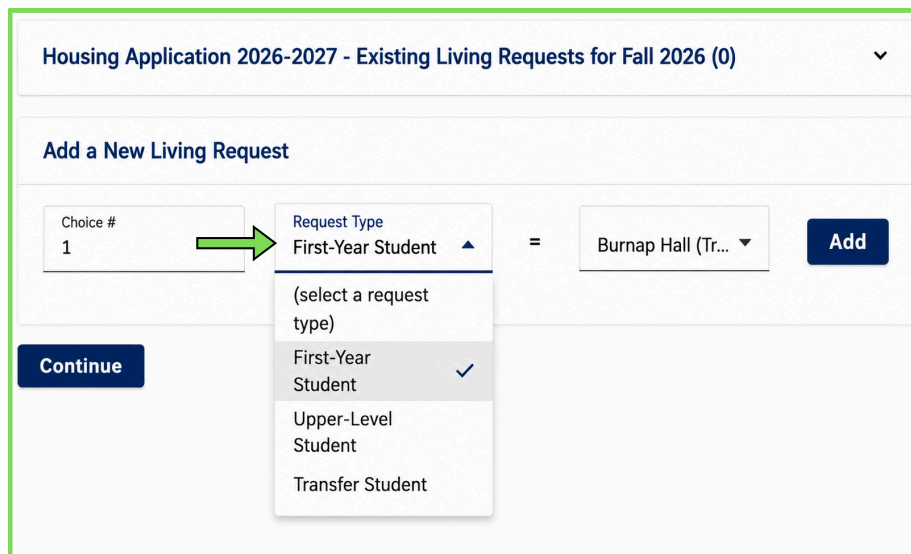 Housing Application 2026-2027 - Existing Living Requests for Fall 2026 (0)
Add a New Living Request
Choice #
1
Request Type
First-Year Student
=
Burnap Hall (Tr...
Add
(select a request
type)
First-Year
Student
Upper-Level
Student
Transfer Student
Continue